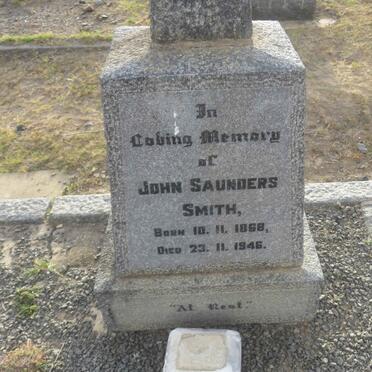 In
Loving Memory
of
JOHN SAUNDERS
SMITH,
BORN 10. 11. 1868,
DIED 23. 11. 1946.
"At Rest."